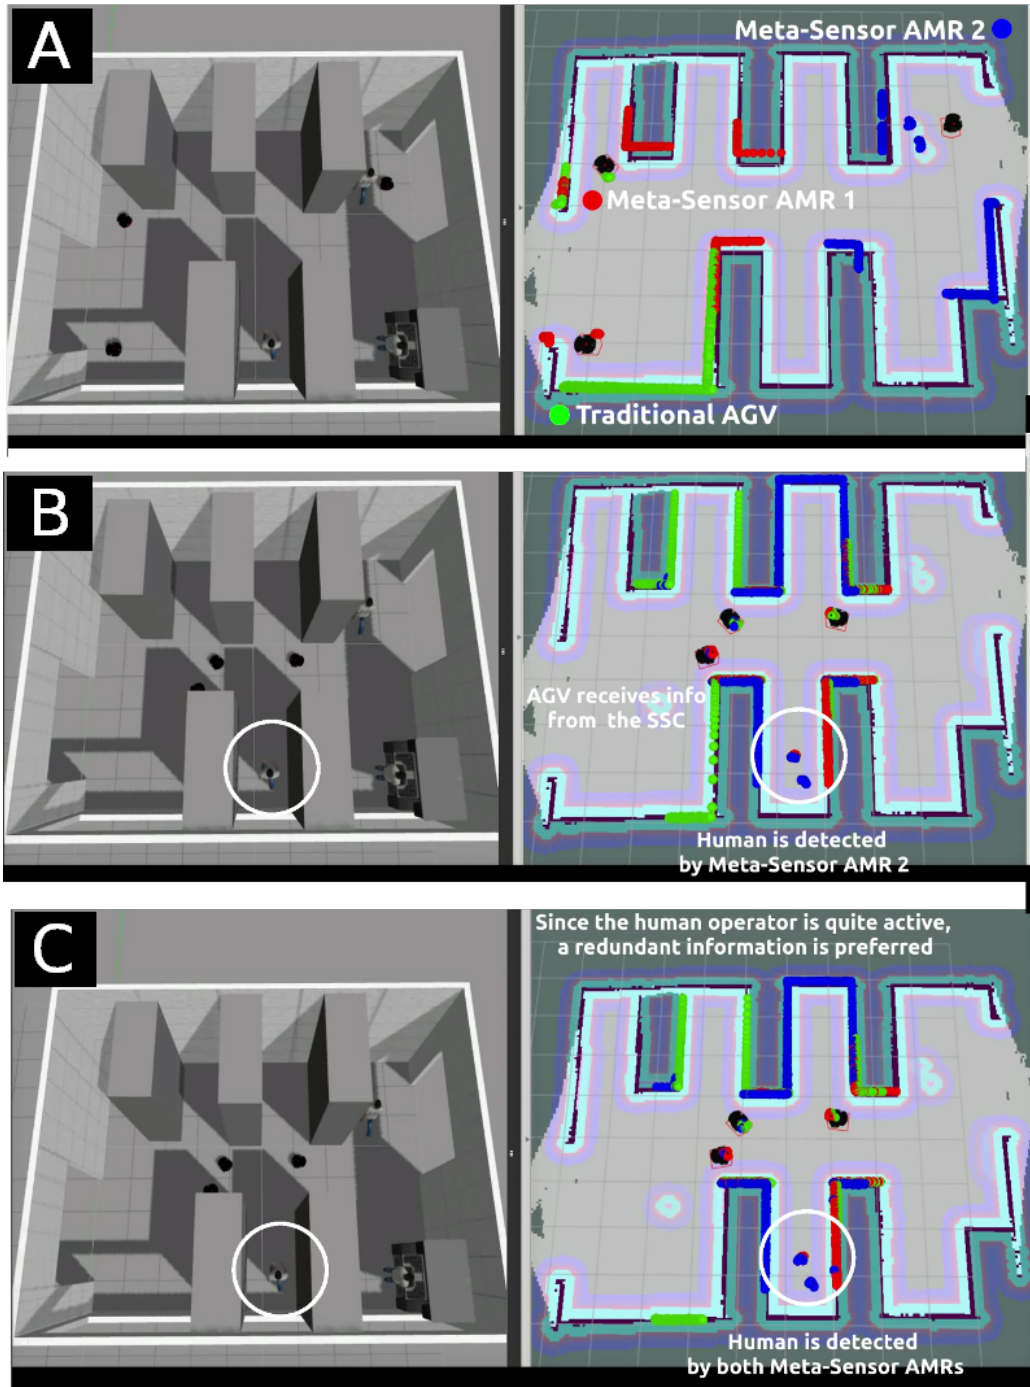 A
Meta-Sensor AMR 2
Meta-Sensor AMR 1
Traditional AGV
B
AGV receives info
from the SSC
Human is detected
by Meta-Sensor AMR 2
C
Since the human operator is quite active,
a redundant information is preferred
Human is detected
by both Meta-Sensor AMRs